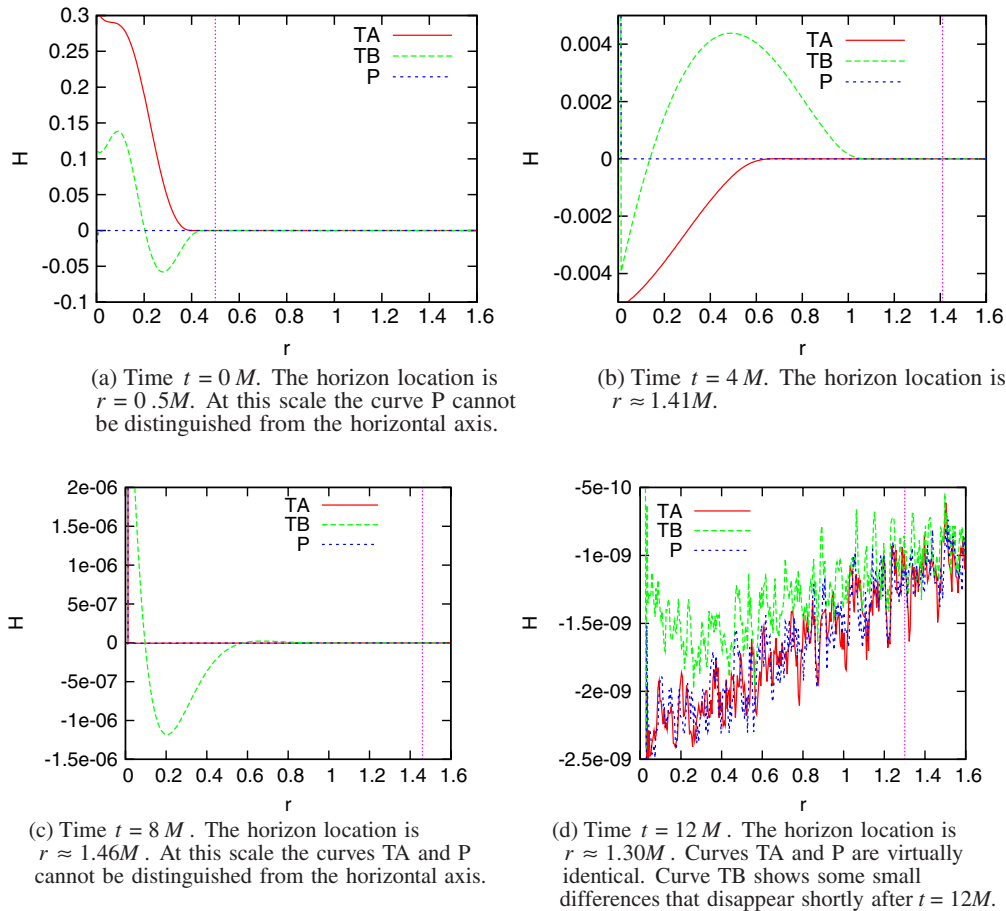 0.3
0.25
0.2
0.15
0.1
0.05
0
-0.05
-0.1
H
TA
TB
P
0 0.2 0.4 0.6 0.8 1 1.2 1.4 1.6
r
(a) Time t = 0 M. The horizon location is
r = 0 .5M. At this scale the curve P cannot
be distinguished from the horizontal axis.
0.004
0.002
0
-0.002
-0.004
H
TA
TB
P
0 0.2 0.4 0.6 0.8 1 1.2 1.4 1.6
r
(b) Time t = 4 M. The horizon location is
r ≈ 1.41M.
2e-06
1.5e-06
1e-06
5e-07
0
-5e-07
-1e-06
-1.5e-06
H
TA
TB
P
0 0.2 0.4 0.6 0.8 1 1.2 1.4 1.6
r
(c) Time t = 8 M . The horizon location is
r ≈ 1.46M . At this scale the curves TA and P
cannot be distinguished from the horizontal axis.
-5e-10
-1e-09
-1.5e-09
-2e-09
-2.5e-09
H
TA
TB
P
0 0.2 0.4 0.6 0.8 1 1.2 1.4 1.6
r
(d) Time t = 12 M . The horizon location is
r ≈ 1.30M . Curves TA and P are virtually
identical. Curve TB shows some small
differences that disappear shortly after t = 12M.